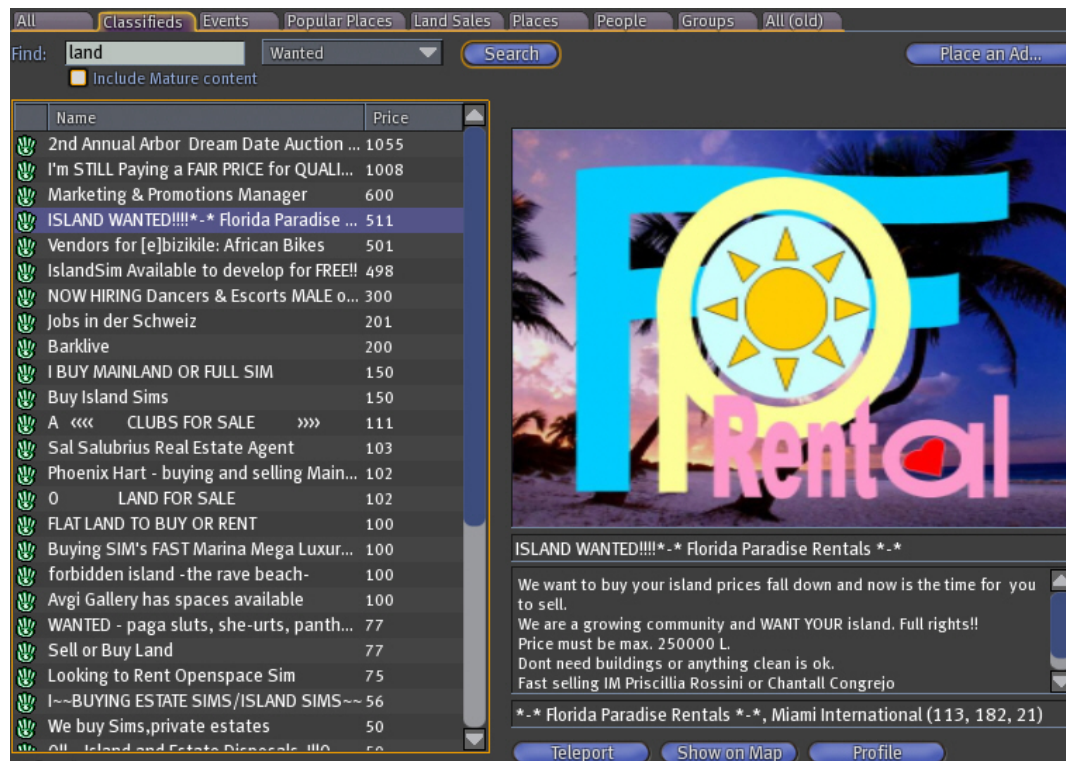 All Classifieds Events Popular Places Land Sales Places People Groups All (old)
Find: land Wanted Search Place an Ad...
Include Mature content
Name Price
2nd Annual Arbor Dream Date Auction ... 1055
I'm STILL Paying a FAIR PRICE for QUALI... 1008
Marketing & Promotions Manager 600
ISLAND WANTED!!!!*-* Florida Paradise ... 511
Vendors for [e]bizikile: African Bikes 501
IslandSim Available to develop for FREE!! 498
NOW HIRING Dancers & Escorts MALE o... 300
Jobs in der Schweiz 201
Barklive 200
I BUY MAINLAND OR FULL SIM 150
Buy Island Sims 150
A «« CLUBS FOR SALE »» 111
Sal Salubrius Real Estate Agent 103
Phoenix Hart - buying and selling Main... 102
O LAND FOR SALE 102
FLAT LAND TO BUY OR RENT 100
Buying SIM's FAST Marina Mega Luxur... 100
forbidden island -the rave beach- 100
Avgi Gallery has spaces available 100
WANTED - paga sluts, she-urts, panth... 77
Sell or Buy Land 77
Looking to Rent Openspace Sim 75
I~~BUYING ESTATE SIMS/ISLAND SIMS~~ 56
We buy Sims,private estates 50
Island and Estate Disposals 50
FPR
Rental
ISLAND WANTED!!!!*-* Florida Paradise Rentals *-*
We want to buy your island prices fall down and now is the time for you
to sell.
We are a growing community and WANT YOUR island. Full rights!!
Price must be max. 250000 L.
Dont need buildings or anything clean is ok.
Fast selling IM Priscillia Rossini or Chantall Congrejo
*-* Florida Paradise Rentals *-*, Miami International (113, 182, 21)
Teleport Show on Map Profile